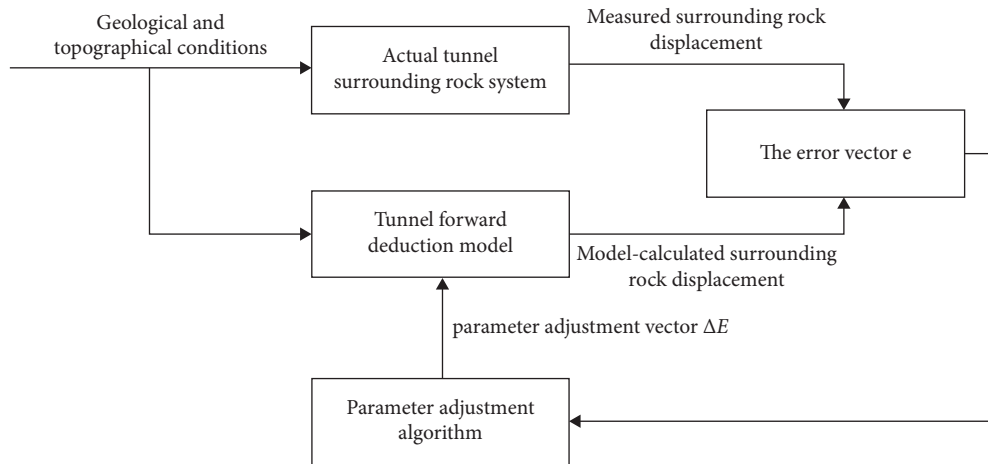 Geological and
topographical conditions
Actual tunnel
surrounding rock system
Measured surrounding rock
displacement
The error vector e
Tunnel forward
deduction model
Model-calculated surrounding
rock displacement
parameter adjustment vector ΔE
Parameter adjustment
algorithm